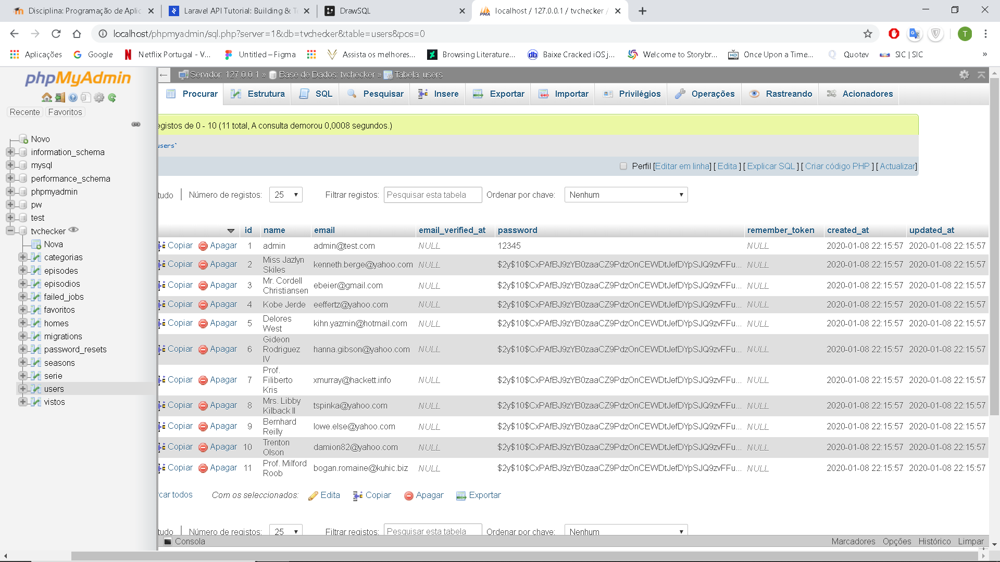 Disciplina: Programação de Aplic
Laravel API Tutorial: Building & T
DrawSQL
localhost / 127.0.0.1 / tvchecker /
localhost/phpmyadmin/sql.php?server=1&db=tvchecker&table=users&pos=0
T
Aplicações
Google
Netflix Portugal - V...
Untitled – Figma
Assista os melhores...
Browsing Literature...
Baixe Cracked iOS j...
Welcome to Storybr...
Once Upon a Time...
Quotev
SIC | SIC
»
phpMyAdmin
Recente Favoritos
Novo
information_schema
mysql
performance_schema
phpmyadmin
pw
test
tvchecker
Nova
categorias
episodes
episodios
failed_jobs
favoritos
homes
migrations
password_resets
seasons
serie
users
vistos
Servidor: 127.0.0.1 » Base de Dados: tvchecker » Tabela: users
Procurar Estrutura SQL Pesquisar Insere Exportar Importar Privilégios Operações Rastreando Acionadores
egistos de 0 - 10 (11 total, A consulta demorou 0,0008 segundos.)
users`
Perfil [Editar em linha] [ Edita ] [ Explicar SQL ] [ Criar código PHP ] [ Actualizar]
tudo | Número de registos: 25 Filtrar registos: Pesquisar esta tabela Ordenar por chave: Nenhum
id name email email_verified_at password remember_token created_at updated_at
Copiar Apagar 1 admin admin@test.com NULL 12345 NULL 2020-01-08 22:15:57 2020-01-08 22:15:57
Copiar Apagar 2 Miss Jazlyn Skiles kenneth.berge@yahoo.com NULL $2y$10$CxPAfBJ9zYB0zaaCZ9PdzOnCEWDtJefDYpSJQ9zvFFu... NULL 2020-01-08 22:15:57 2020-01-08 22:15:57
Copiar Apagar 3 Mr. Cordell Christiansen ebeier@gmail.com NULL $2y$10$CxPAfBJ9zYB0zaaCZ9PdzOnCEWDtJefDYpSJQ9zvFFu... NULL 2020-01-08 22:15:57 2020-01-08 22:15:57
Copiar Apagar 4 Kobe Jerde eeffertz@yahoo.com NULL $2y$10$CxPAfBJ9zYB0zaaCZ9PdzOnCEWDtJefDYpSJQ9zvFFu... NULL 2020-01-08 22:15:57 2020-01-08 22:15:57
Copiar Apagar 5 Delores West kihn.yazmin@hotmail.com NULL $2y$10$CxPAfBJ9zYB0zaaCZ9PdzOnCEWDtJefDYpSJQ9zvFFu... NULL 2020-01-08 22:15:57 2020-01-08 22:15:57
Copiar Apagar 6 Gideon Rodriguez IV hanna.gibson@yahoo.com NULL $2y$10$CxPAfBJ9zYB0zaaCZ9PdzOnCEWDtJefDYpSJQ9zvFFu... NULL 2020-01-08 22:15:57 2020-01-08 22:15:57
Copiar Apagar 7 Prof. Filiberto Kris xmurray@hackett.info NULL $2y$10$CxPAfBJ9zYB0zaaCZ9PdzOnCEWDtJefDYpSJQ9zvFFu... NULL 2020-01-08 22:15:57 2020-01-08 22:15:57
Copiar Apagar 8 Mrs. Libby Kilback II tspinka@yahoo.com NULL $2y$10$CxPAfBJ9zYB0zaaCZ9PdzOnCEWDtJefDYpSJQ9zvFFu... NULL 2020-01-08 22:15:57 2020-01-08 22:15:57
Copiar Apagar 9 Bernhard Reilly lowe.else@yahoo.com NULL $2y$10$CxPAfBJ9zYB0zaaCZ9PdzOnCEWDtJefDYpSJQ9zvFFu... NULL 2020-01-08 22:15:57 2020-01-08 22:15:57
Copiar Apagar 10 Trenton Olson damion82@yahoo.com NULL $2y$10$CxPAfBJ9zYB0zaaCZ9PdzOnCEWDtJefDYpSJQ9zvFFu... NULL 2020-01-08 22:15:57 2020-01-08 22:15:57
Copiar Apagar 11 Prof. Milford Roob bogan.romaine@kuhic.biz NULL $2y$10$CxPAfBJ9zYB0zaaCZ9PdzOnCEWDtJefDYpSJQ9zvFFu... NULL 2020-01-08 22:15:57 2020-01-08 22:15:57
rcar todos Com os seleccionados: Edita Copiar Apagar Exportar
tudo | Número de registos: 25 Filtrar registos: Pesquisar esta tabela Ordenar por chave: Nenhum
Consola Marcadores Opções Histórico Limpar